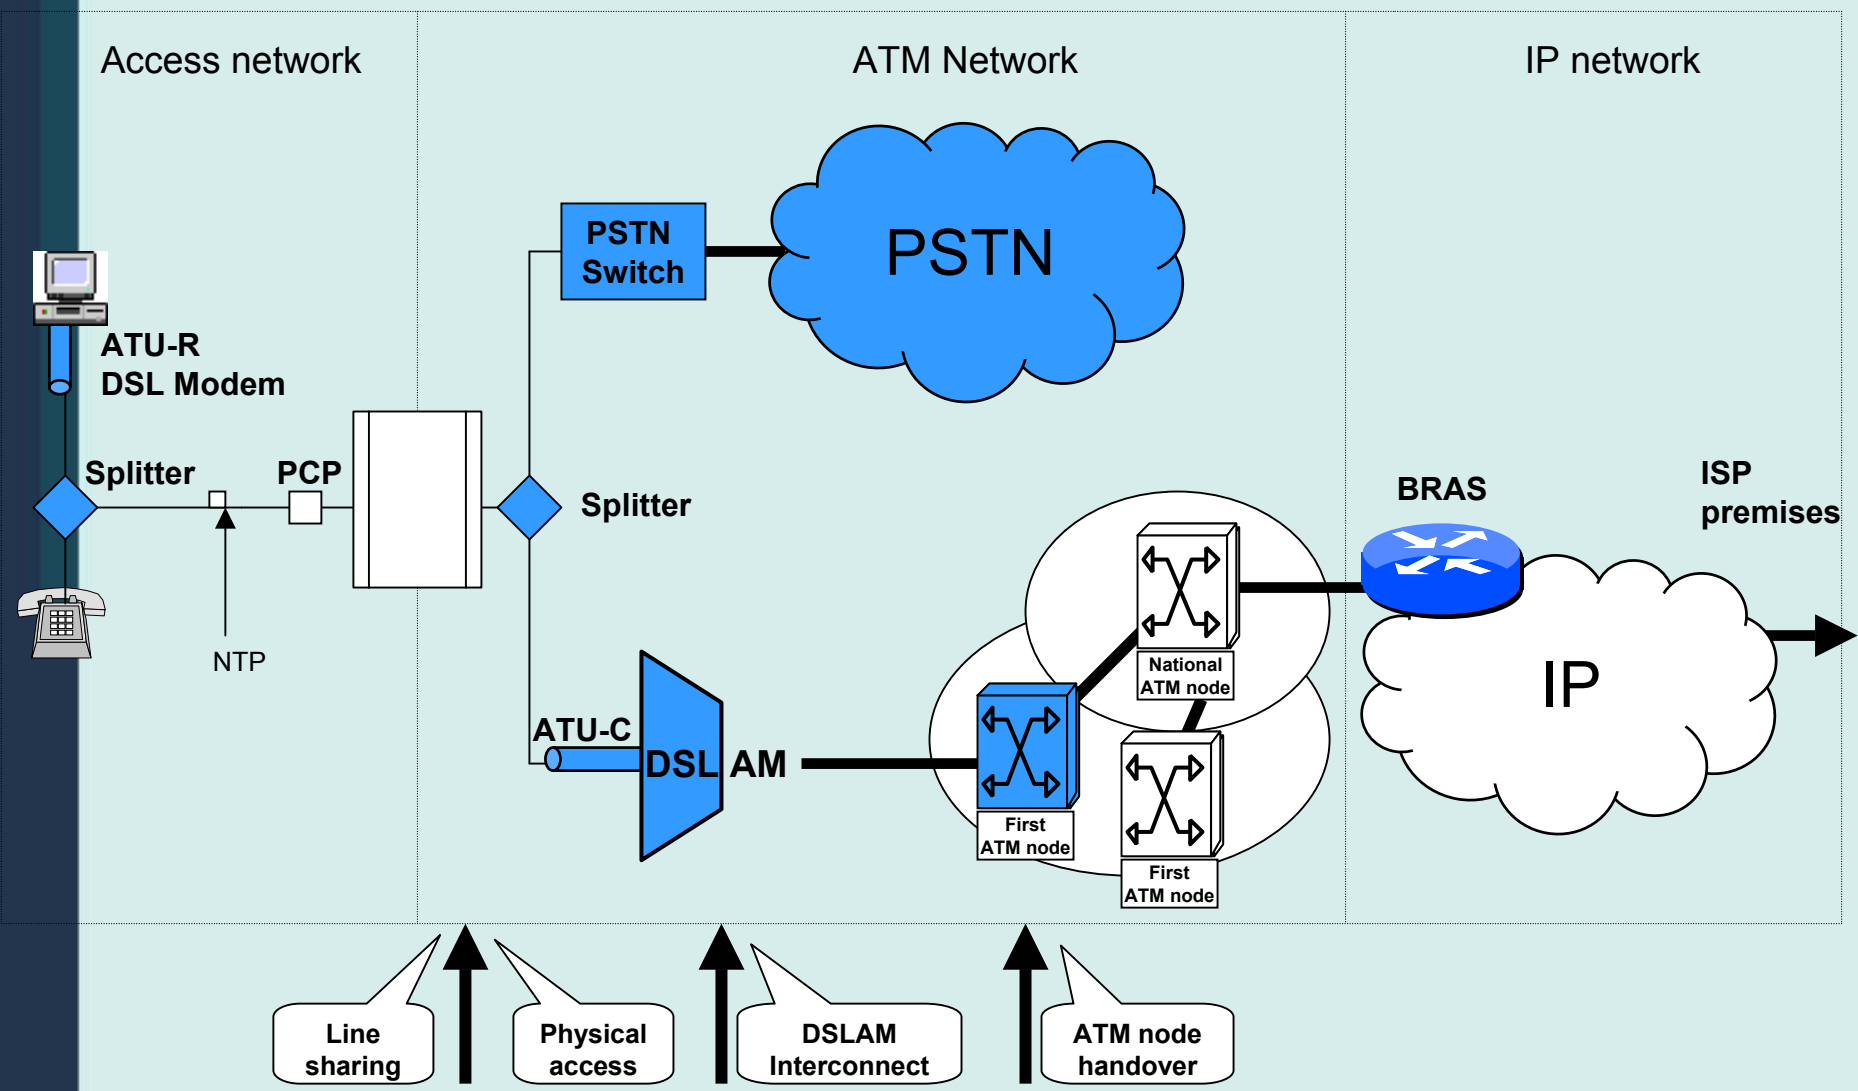 Access network
ATM Network
IP network
PSTN
Switch
PSTN
ATU-R
DSL Modem
Splitter
PCP
Splitter
NTP
BRAS
ISP
premises
National
ATM node
IP
ATU-C
DSL AM
First
ATM node
First
ATM node
Line
sharing
Physical
access
DSLAM
Interconnect
ATM node
handover